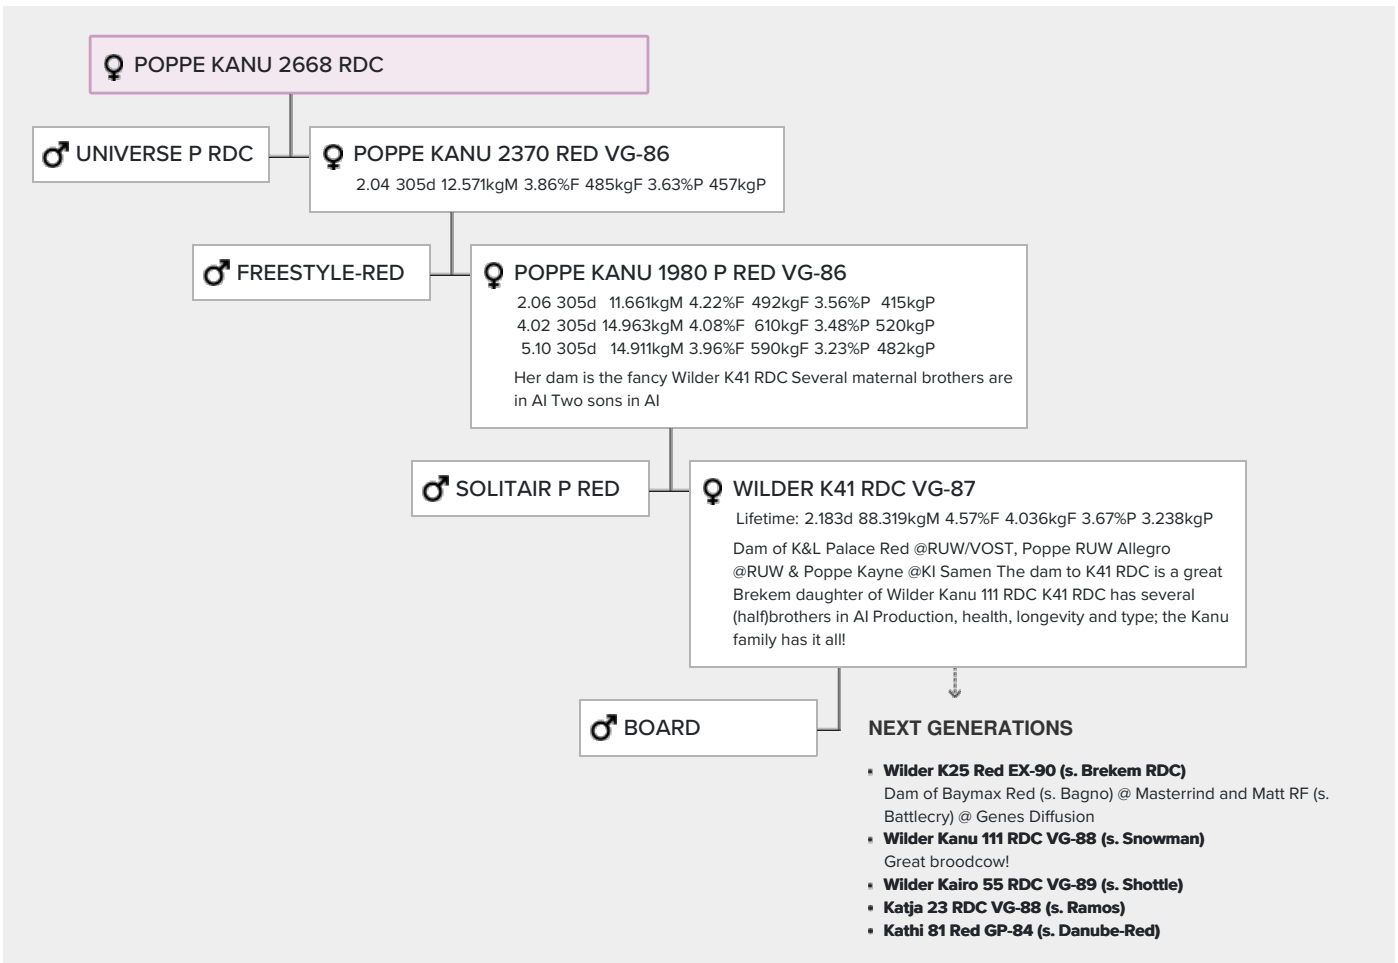 POPPE KANU 2668 RDC
UNIVERSE P RDC
POPPE KANU 2370 RED VG-86
2.04 305d 12.571kgM 3.86%F 485kgF 3.63%P 457kgP
FREESTYLE-RED
POPPE KANU 1980 P RED VG-86
2.06 305d 11.661kgM 4.22%F 492kgF 3.56%P 415kgP
4.02 305d 14.963kgM 4.08%F 610kgF 3.48%P 520kgP
5.10 305d 14.911kgM 3.96%F 590kgF 3.23%P 482kgP
Her dam is the fancy Wilder K41 RDC Several maternal brothers are
in AI Two sons in AI
SOLITAIR P RED
WILDER K41 RDC VG-87
Lifetime: 2.183d 88.319kgM 4.57%F 4.036kgF 3.67%P 3.238kgP
Dam of K&L Palace Red @RUW/VOST, Poppe RUW Allegro
@RUW & Poppe Kayne @KI Samen The dam to K41 RDC is a great
Brekem daughter of Wilder Kanu 111 RDC K41 RDC has several
(half)brothers in AI Production, health, longevity and type; the Kanu
family has it all!
BOARD
NEXT GENERATIONS
Wilder K25 Red EX-90 (s. Brekem RDC)
Dam of Baymax Red (s. Bagno) @ Masterrind and Matt RF (s.
Battlecry) @ Genes Diffusion
Wilder Kanu 111 RDC VG-88 (s. Snowman)
Great broodcow!
Wilder Kairo 55 RDC VG-89 (s. Shottle)
Katja 23 RDC VG-88 (s. Ramos)
Kathi 81 Red GP-84 (s. Danube-Red)